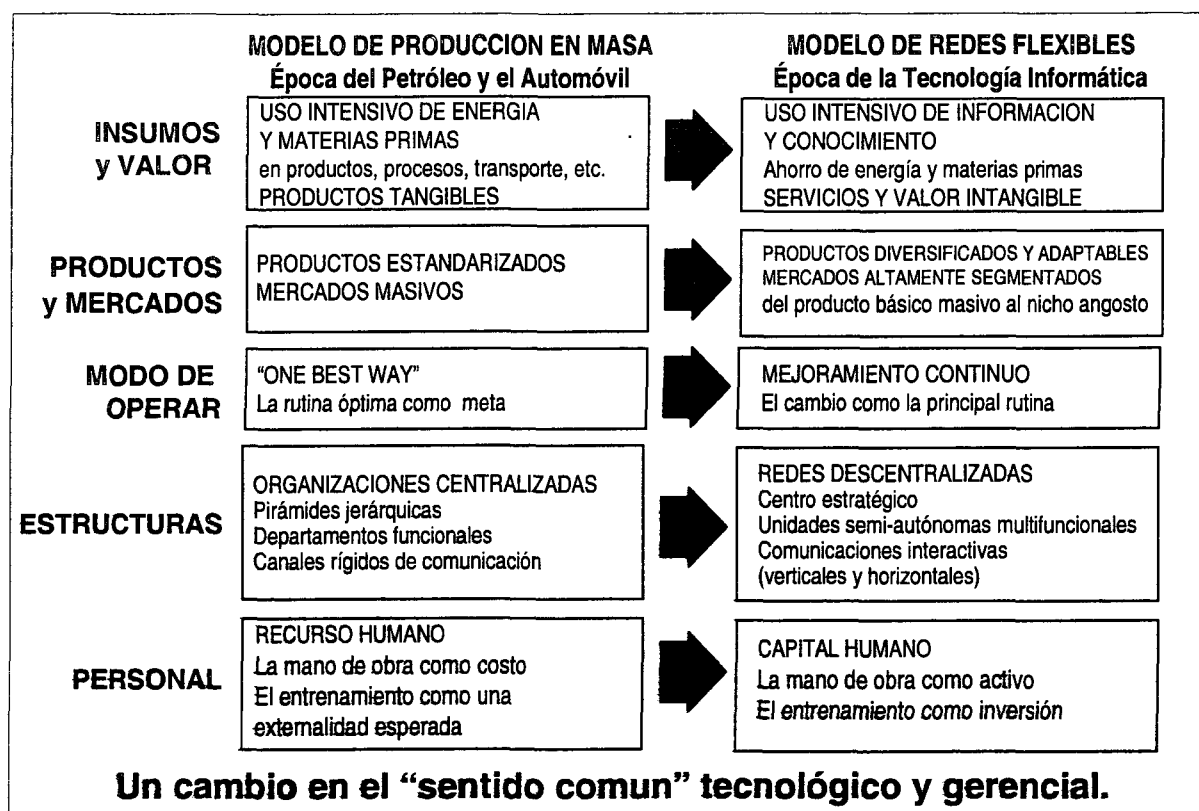 MODELO DE PRODUCCION EN MASA
Época del Petróleo y el Automóvil
MODELO DE REDES FLEXIBLES
Época de la Tecnología Informática
INSUMOS
y VALOR
USO INTENSIVO DE ENERGIA
Y MATERIAS PRIMAS
en productos, procesos, transporte, etc.
PRODUCTOS TANGIBLES
USO INTENSIVO DE INFORMACION
Y CONOCIMIENTO
Ahorro de energía y materias primas
SERVICIOS Y VALOR INTANGIBLE
PRODUCTOS
y MERCADOS
PRODUCTOS ESTANDARIZADOS
MERCADOS MASIVOS
PRODUCTOS DIVERSIFICADOS Y ADAPTABLES
MERCADOS ALTAMENTE SEGMENTADOS
del producto básico masivo al nicho angosto
MODO DE
OPERAR
"ONE BEST WAY"
La rutina óptima como meta
MEJORAMIENTO CONTINUO
El cambio como la principal rutina
ESTRUCTURAS
ORGANIZACIONES CENTRALIZADAS
Pirámides jerárquicas
Departamentos funcionales
Canales rígidos de comunicación
REDES DESCENTRALIZADAS
Centro estratégico
Unidades semi-autónomas multifuncionales
Comunicaciones interactivas
(verticales y horizontales)
PERSONAL
RECURSO HUMANO
La mano de obra como costo
El entrenamiento como una
externalidad esperada
CAPITAL HUMANO
La mano de obra como activo
El entrenamiento como inversión
Un cambio en el “sentido comun” tecnológico y gerencial.